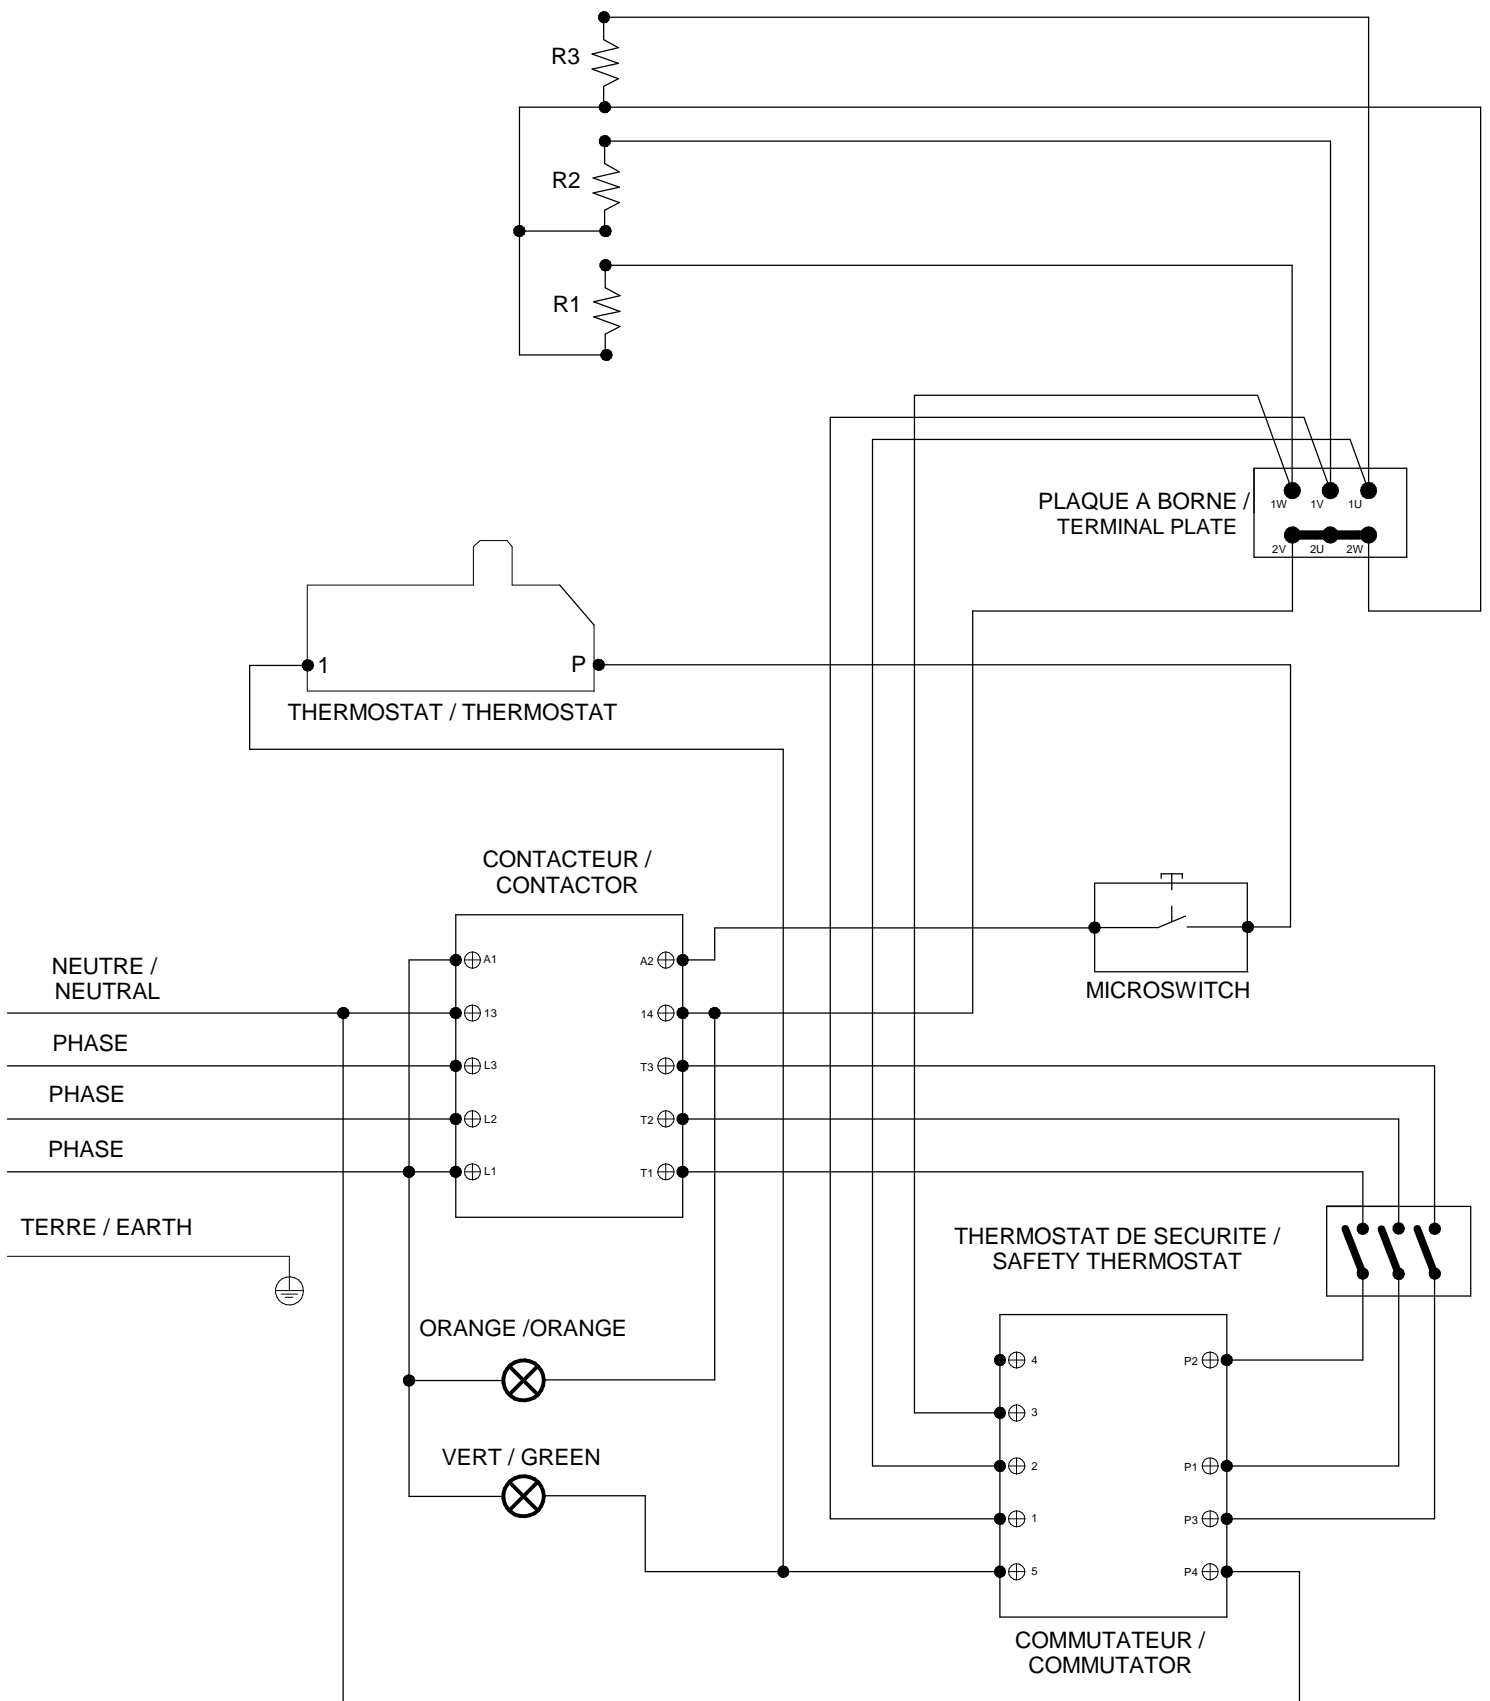 R3
R2
R1
PLAQUE A BORNE /
TERMINAL PLATE
1W 1V 1U
2V 2U 2W
1 P
THERMOSTAT / THERMOSTAT
CONTACTEUR /
CONTACTOR
A1 A2
13 14
L3 T3
L2 T2
L1 T1
MICROSWITCH
NEUTRE /
NEUTRAL
PHASE
PHASE
PHASE
TERRE / EARTH
THERMOSTAT DE SECURITE /
SAFETY THERMOSTAT
ORANGE /ORANGE
VERT / GREEN
4 P2
3
2 P1
1 P3
5 P4
COMMUTATEUR /
COMMUTATOR